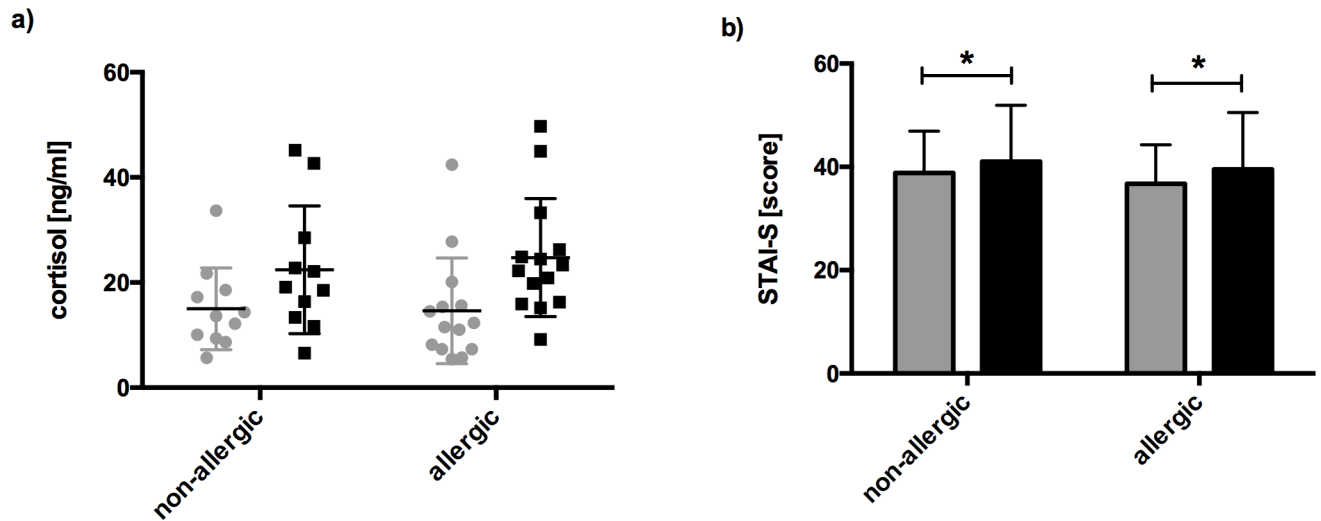 a)
cortisol [ng/ml]
60
40
20
0
non-allergic
allergic
b)
STAI-S [score]
60
40
20
0
*
*
non-allergic
allergic